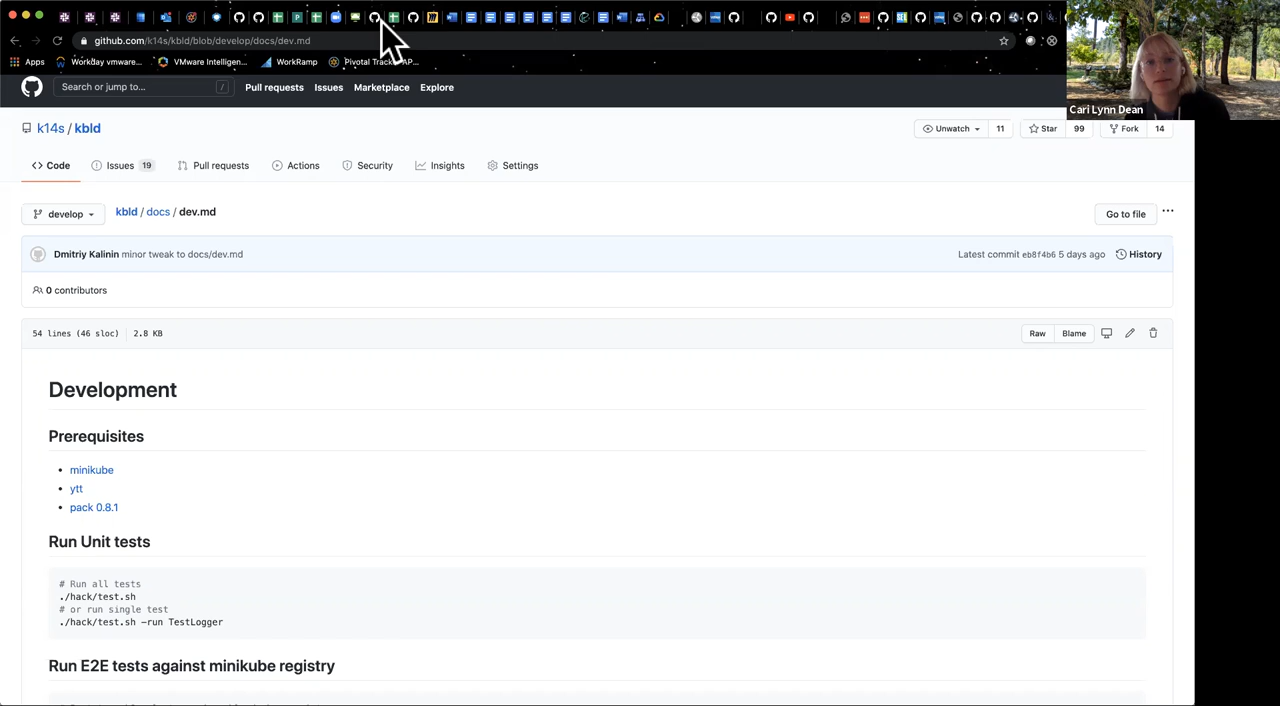 github.com/k14s/kbld/blob/develop/docs/dev.md
Apps Workday vmware... VMware Intelligen... WorkRamp Pivotal Tracker AP...
Search or jump to... / Pull requests Issues Marketplace Explore
Cari Lynn Dean
k14s / kbld
Unwatch 11 Star 99 Fork 14
Code Issues 19 Pull requests Actions Security Insights Settings
develop kbld / docs / dev.md Go to file ...
Dmitriy Kalinin minor tweak to docs/dev.md Latest commit eb8f4b6 5 days ago History
0 contributors
54 lines (46 sloc) 2.8 KB Raw Blame
Development
Prerequisites
• minikube
• ytt
• pack 0.8.1
Run Unit tests
# Run all tests
./hack/test.sh
# or run single test
./hack/test.sh -run TestLogger
Run E2E tests against minikube registry